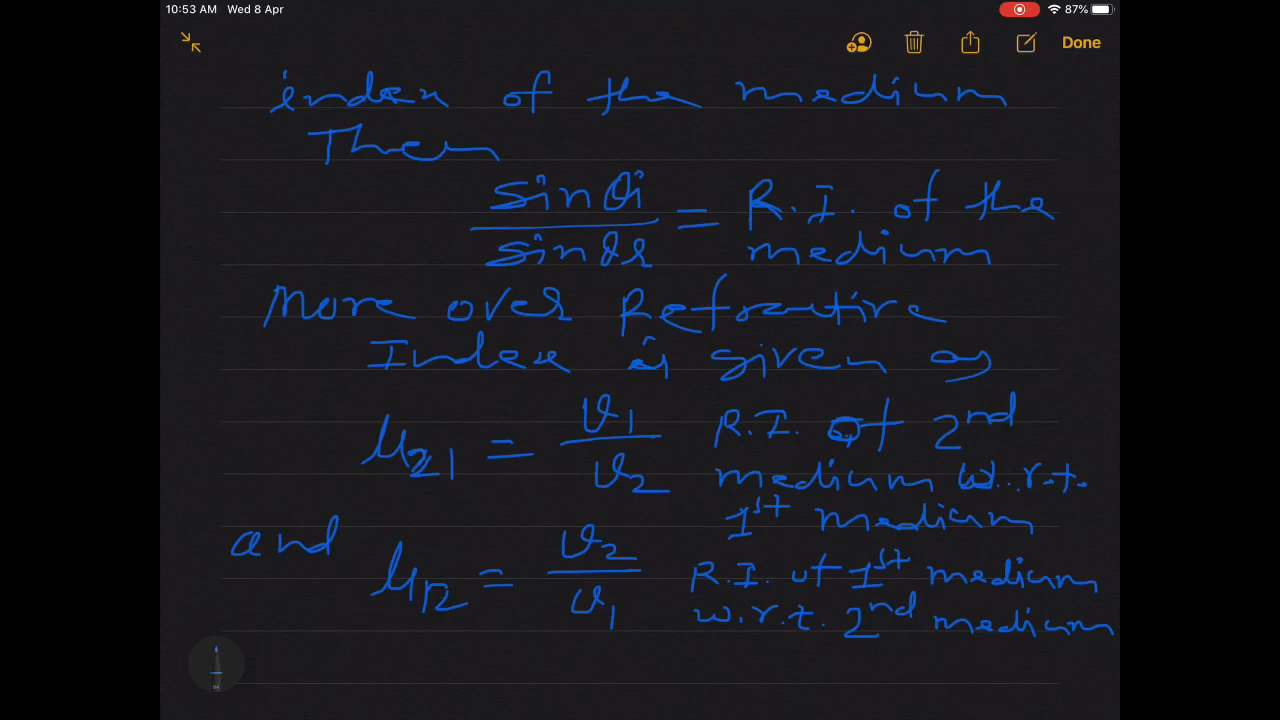 10:53 AM Wed 8 Apr 87%
Done
index of the medium
Then
sin θi / sin θr = R.I. of the medium
More over Refractive
Index is given as
μ21 = v1 / v2 R.I. of 2nd
medium w.r.t.
1st medium
and μ12 = v2 / v1 R.I. of 1st medium
w.r.t. 2nd medium